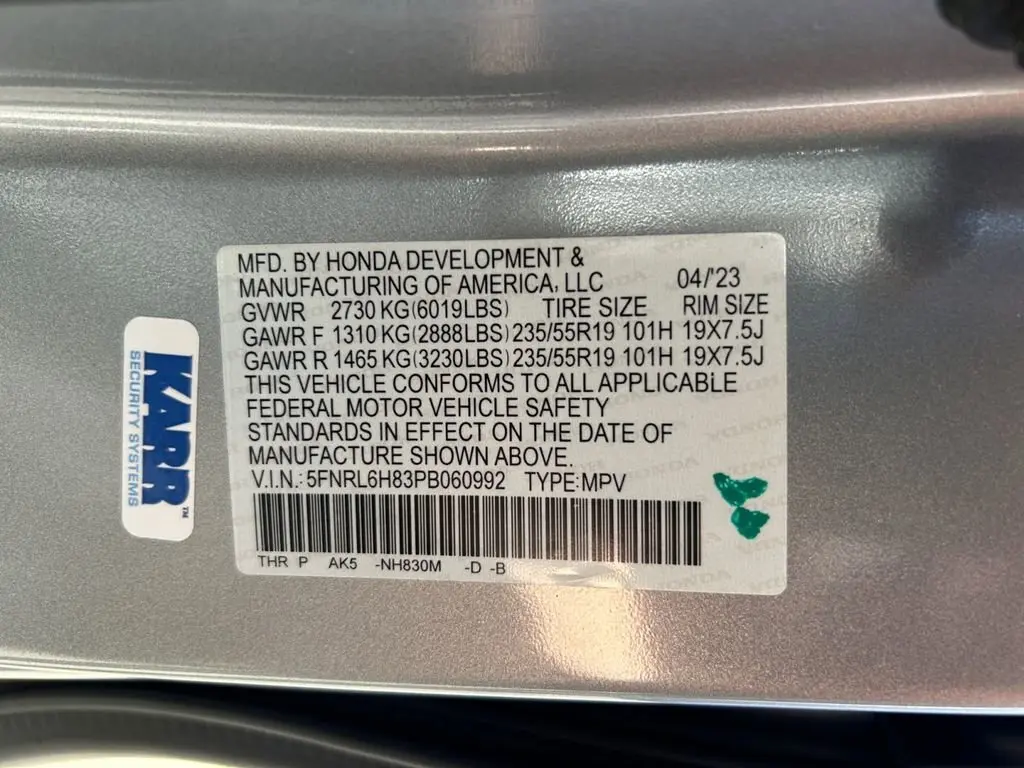 MFD. BY HONDA DEVELOPMENT &
MANUFACTURING OF AMERICA, LLC 04/'23
GVWR 2730 KG(6019LBS) TIRE SIZE RIM SIZE
GAWR F 1310 KG(2888LBS) 235/55R19 101H 19X7.5J
GAWR R 1465 KG(3230LBS) 235/55R19 101H 19X7.5J
THIS VEHICLE CONFORMS TO ALL APPLICABLE
FEDERAL MOTOR VEHICLE SAFETY
STANDARDS IN EFFECT ON THE DATE OF
MANUFACTURE SHOWN ABOVE.
V.I.N.: 5FNRL6H83PB060992 TYPE:MPV
THR P AK5 -NH830M -D -B
KARR™
SECURITY SYSTEMS